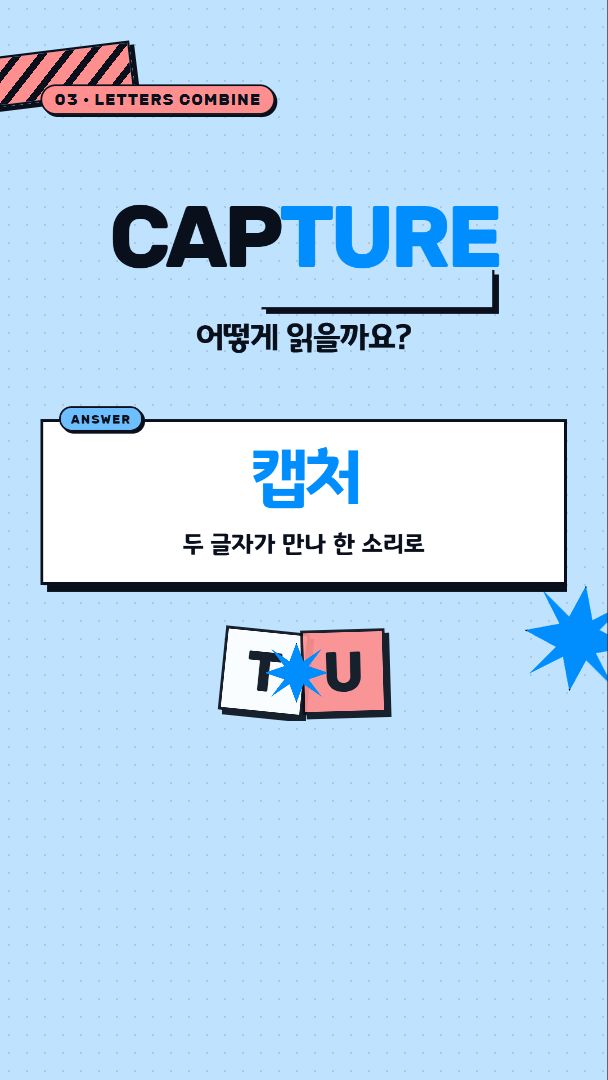 03 • LETTERS COMBINE
CAPTURE
어떻게 읽을까요?
ANSWER
캡처
두 글자가 만나 한 소리로
T U